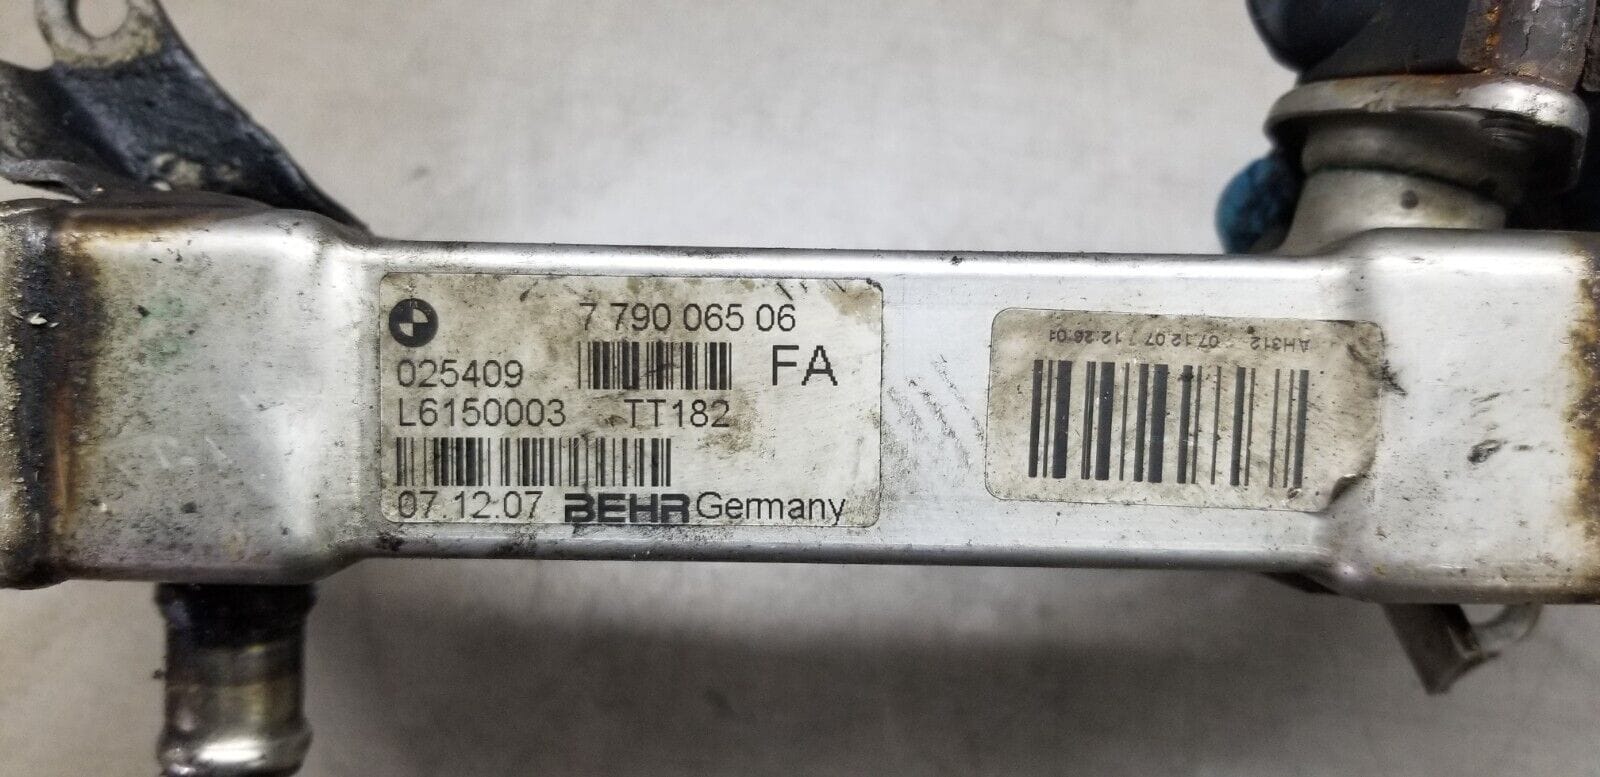 7 790 065 06
025409
FA
L6150003 TT182
07.12.07 BEHR Germany
AH312 07.12.07 12:26:01